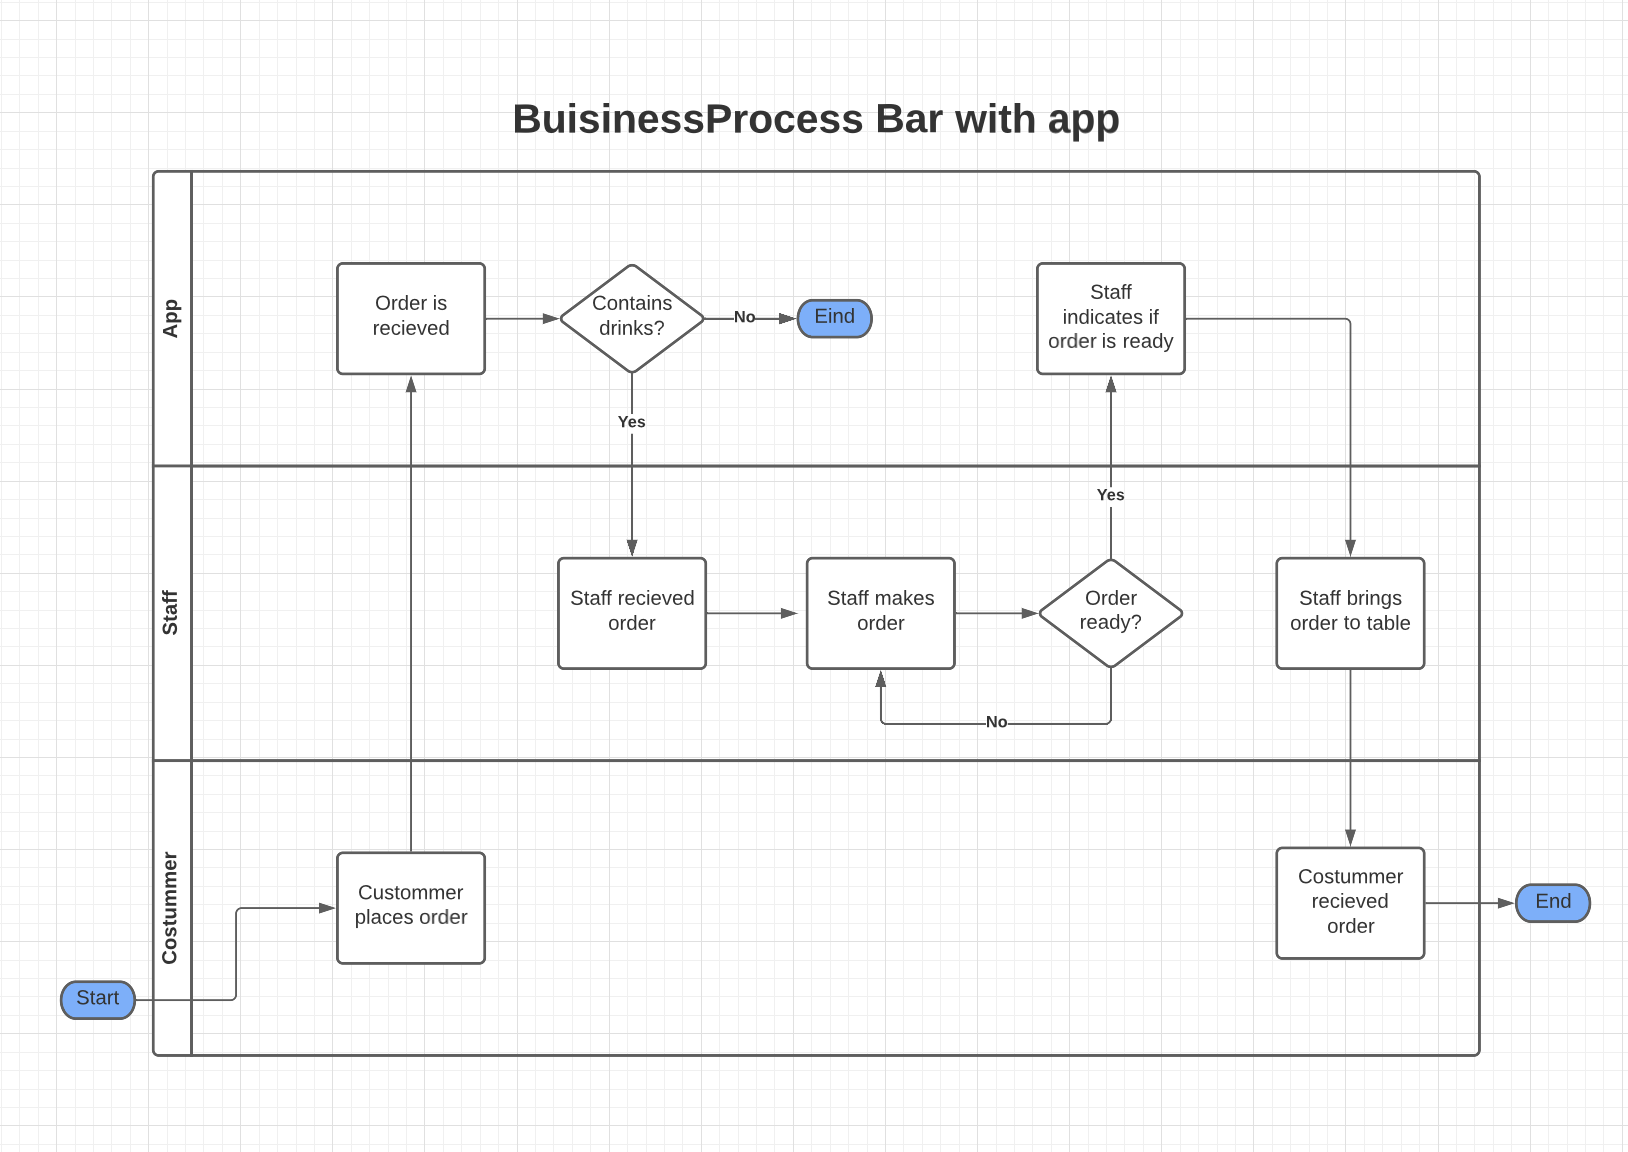 BuisinessProcess Bar with app
App
Order is
recieved
Contains
drinks?
No
Eind
Staff
indicates if
order is ready
Yes
Yes
Staff
Staff recieved
order
Staff makes
order
Order
ready?
Staff brings
order to table
No
Costummer
Custommer
places order
Costummer
recieved
order
End
Start